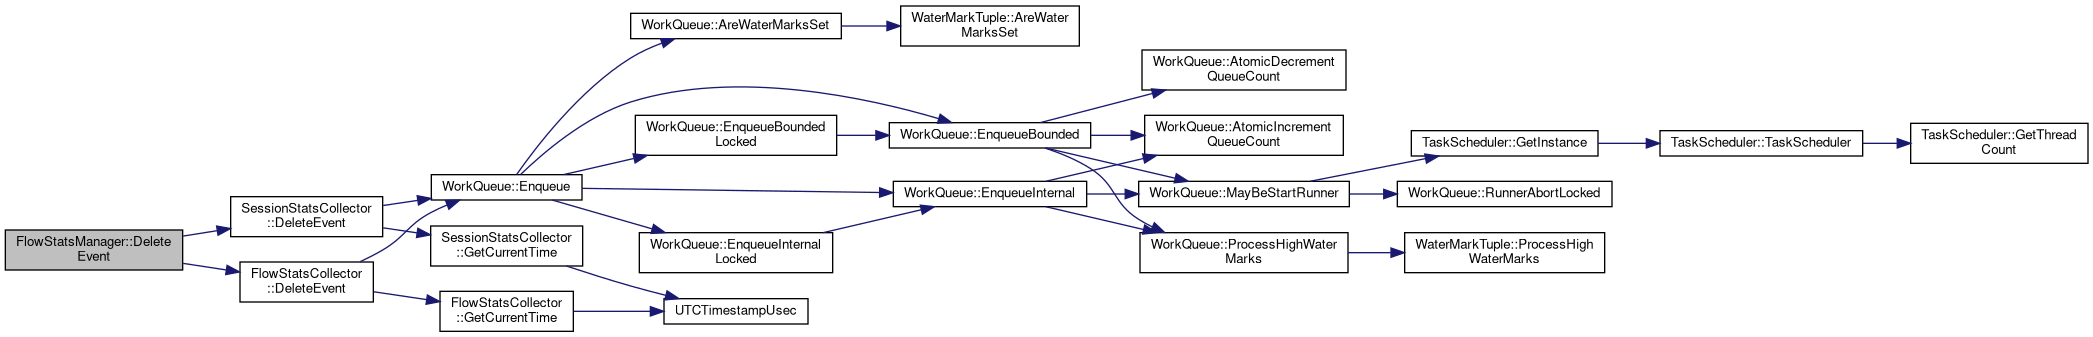 FlowStatsManager::Delete
Event
SessionStatsCollector
::DeleteEvent
FlowStatsCollector
::DeleteEvent
WorkQueue::Enqueue
SessionStatsCollector
::GetCurrentTime
FlowStatsCollector
::GetCurrentTime
WorkQueue::AreWaterMarksSet
WorkQueue::EnqueueBounded
Locked
WorkQueue::EnqueueInternal
Locked
UTCTimestampUsec
WaterMarkTuple::AreWater
MarksSet
WorkQueue::EnqueueBounded
WorkQueue::EnqueueInternal
WorkQueue::AtomicDecrement
QueueCount
WorkQueue::AtomicIncrement
QueueCount
WorkQueue::MayBeStartRunner
WorkQueue::ProcessHighWater
Marks
TaskScheduler::GetInstance
WorkQueue::RunnerAbortLocked
WaterMarkTuple::ProcessHigh
WaterMarks
TaskScheduler::TaskScheduler
TaskScheduler::GetThread
Count